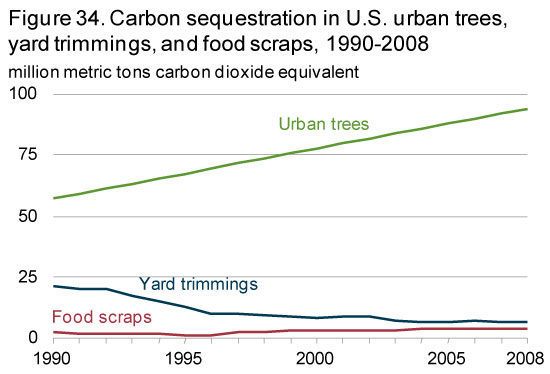 Figure 34. Carbon sequestration in U.S. urban trees,
yard trimmings, and food scraps, 1990-2008
million metric tons carbon dioxide equivalent
100
Urban trees
75
50
25
Yard trimmings
Food scraps
0
1990 1995 2000 2005 2008